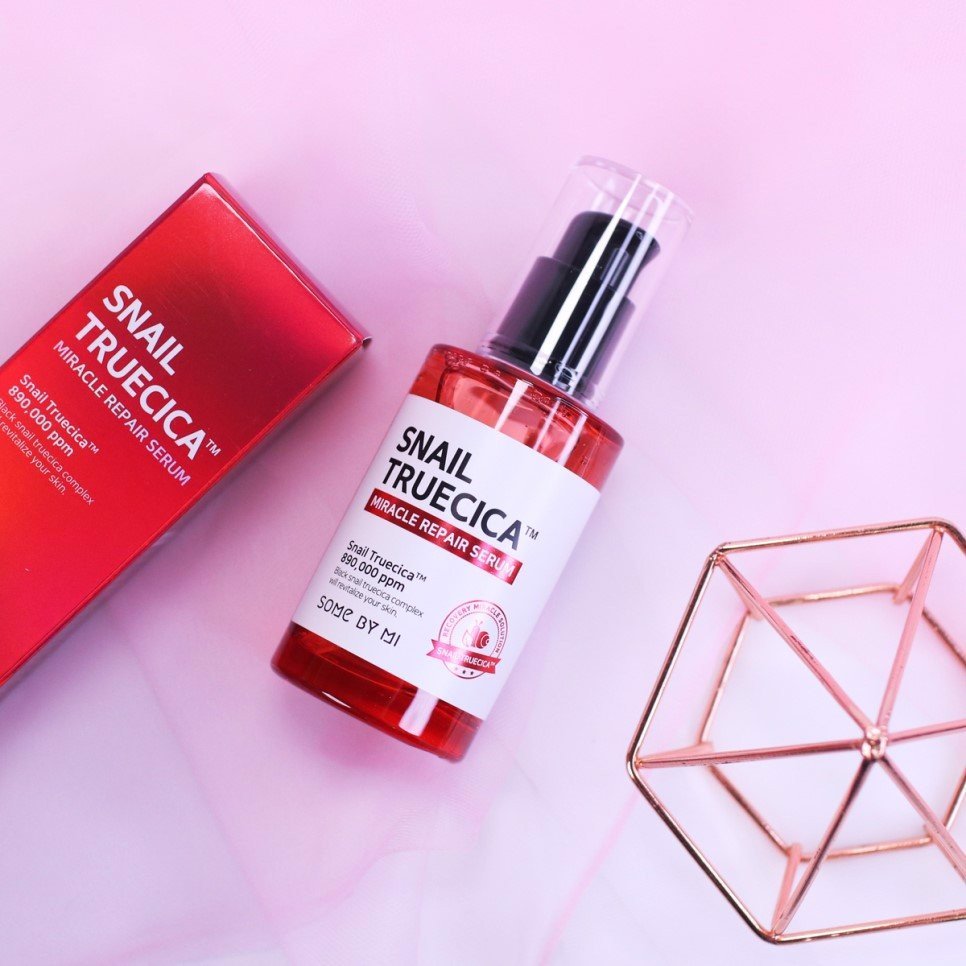 SNAIL
TRUECICA™
MIRACLE REPAIR SERUM
Snail Truecica™
890,000 ppm
Black snail truecica complex
revitalize your skin.
SNAIL
TRUECICA™
MIRACLE REPAIR SERUM
Snail Truecica™
890,000 ppm
Black snail truecica complex
will revitalize your skin.
SOME BY MI
RECOVERY MIRACLE SOLUTION
SNAIL TRUECICA™